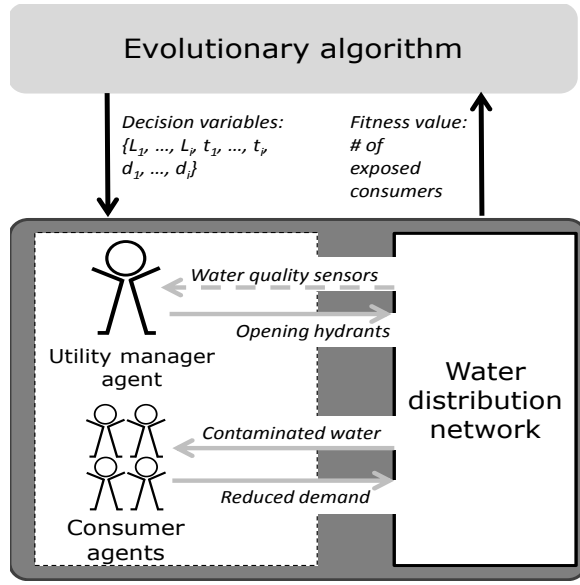 Evolutionary algorithm
Decision variables:
{L1, ..., Li, t1, ..., ti,
d1, ..., di}
Fitness value:
# of
exposed
consumers
Water quality sensors
Opening hydrants
Utility manager
agent
Water
distribution
network
Contaminated water
Reduced demand
Consumer
agents